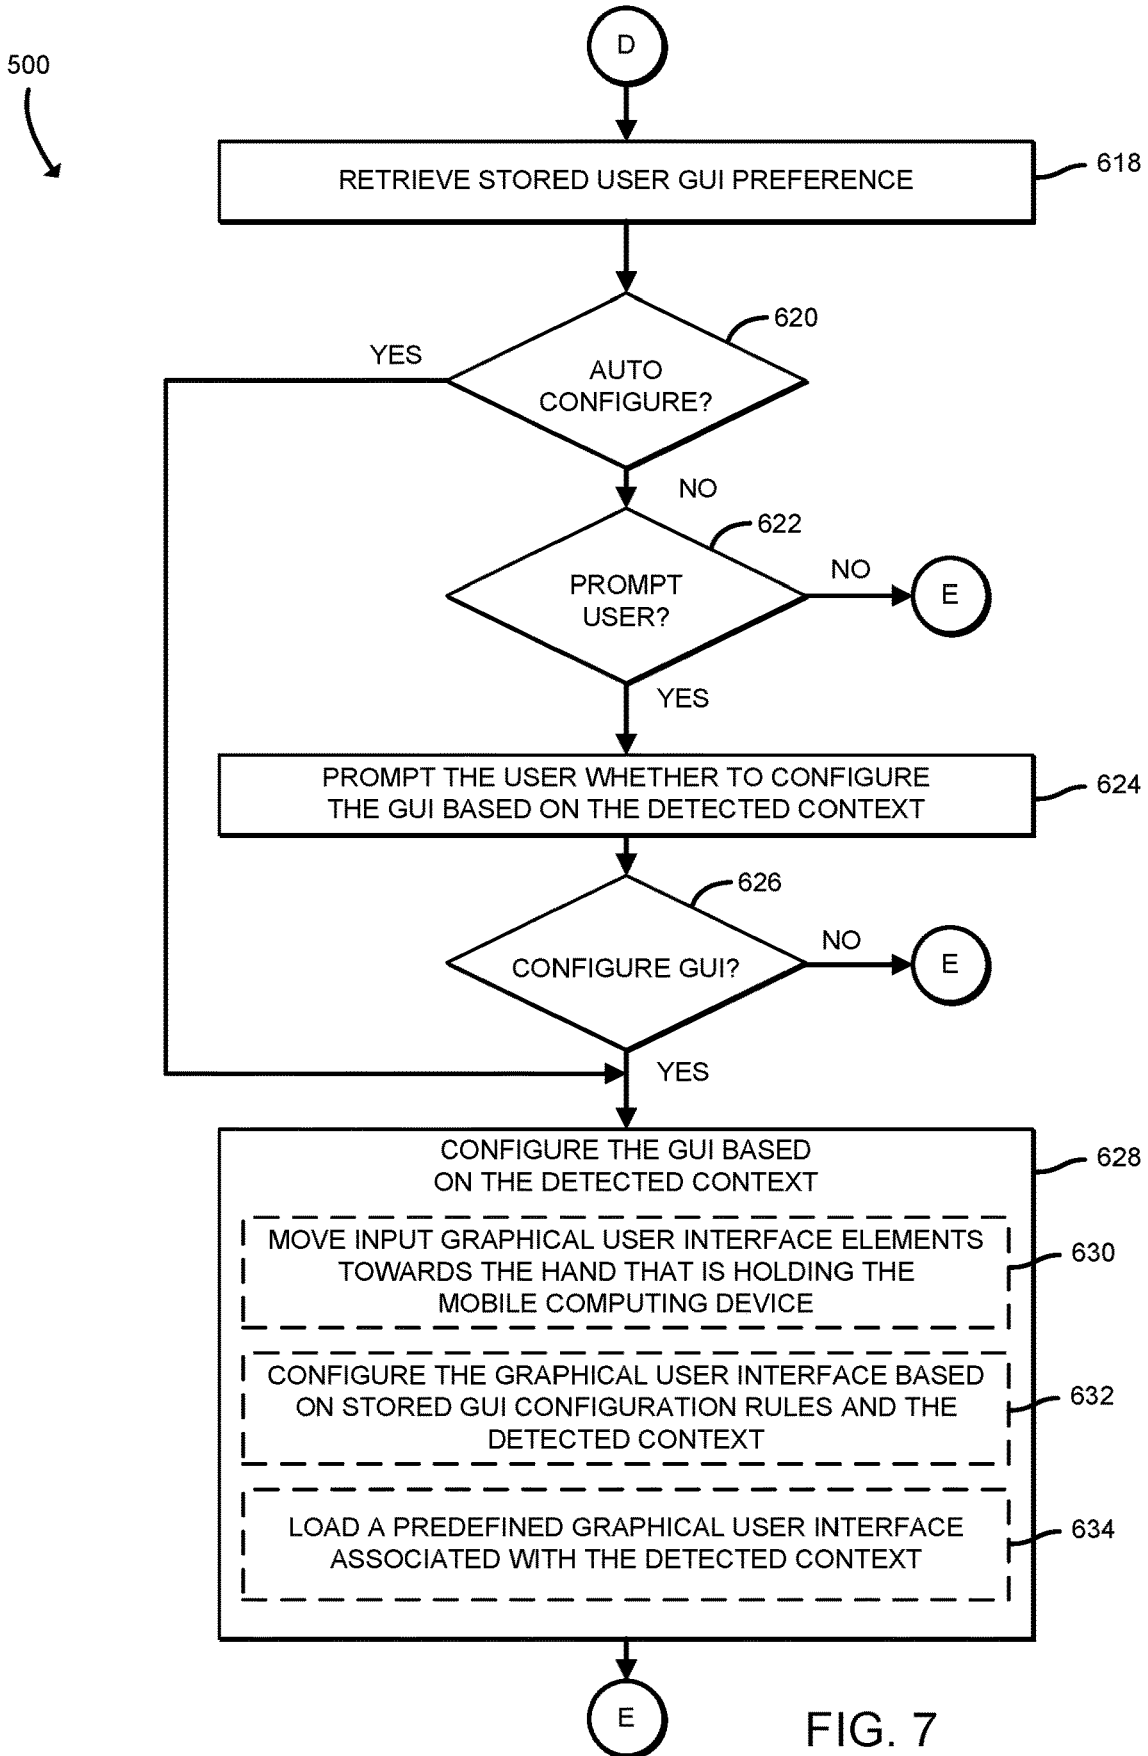 D
500
RETRIEVE STORED USER GUI PREFERENCE
618
620
YES
AUTO
CONFIGURE?
NO
622
PROMPT
USER?
NO
E
YES
PROMPT THE USER WHETHER TO CONFIGURE
THE GUI BASED ON THE DETECTED CONTEXT
624
626
CONFIGURE GUI?
NO
E
YES
CONFIGURE THE GUI BASED
ON THE DETECTED CONTEXT
628
MOVE INPUT GRAPHICAL USER INTERFACE ELEMENTS
TOWARDS THE HAND THAT IS HOLDING THE
MOBILE COMPUTING DEVICE
630
CONFIGURE THE GRAPHICAL USER INTERFACE BASED
ON STORED GUI CONFIGURATION RULES AND THE
DETECTED CONTEXT
632
LOAD A PREDEFINED GRAPHICAL USER INTERFACE
ASSOCIATED WITH THE DETECTED CONTEXT
634
E
FIG. 7